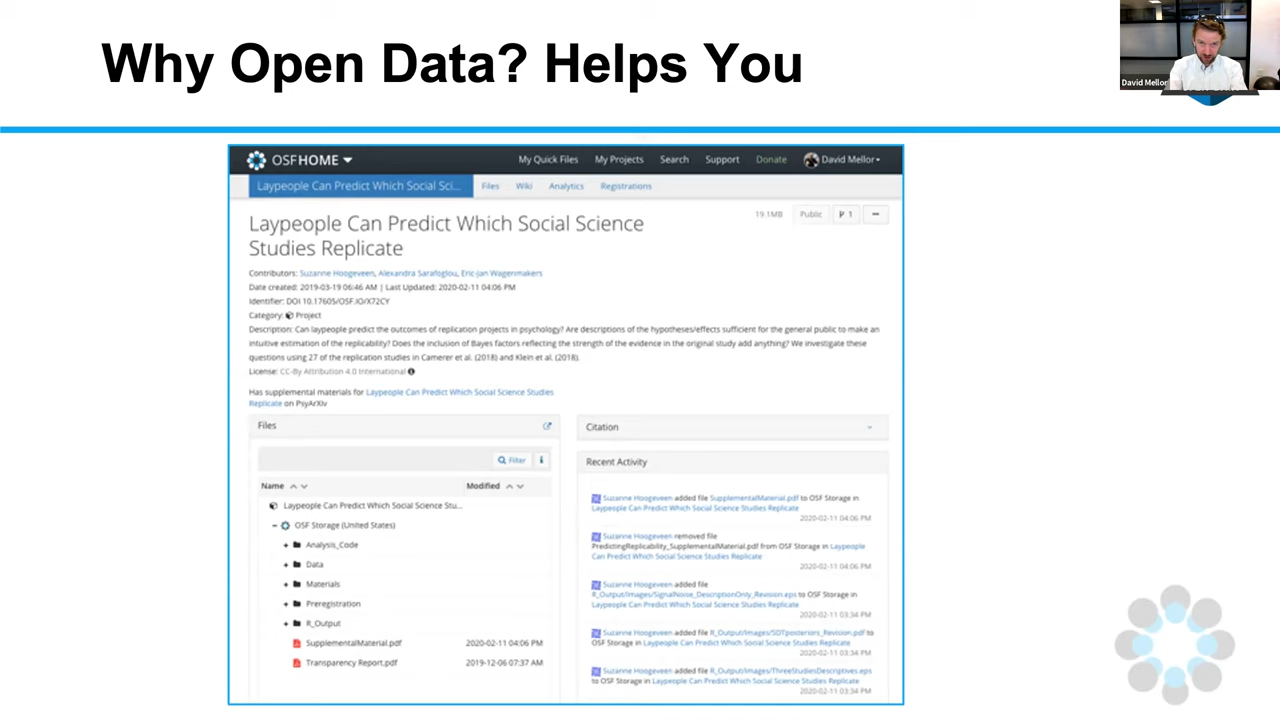 Why Open Data? Helps You
David Mellor
OSFHOME
My Quick Files
My Projects
Search
Support
Donate
David Mellor
Laypeople Can Predict Which Social Sci...
Files
Wiki
Analytics
Registrations
Laypeople Can Predict Which Social Science
Studies Replicate
19.1MB
Public
1
Contributors: Suzanne Hoogeveen, Alexandra Sarafoglou, Eric-Jan Wagenmakers
Date created: 2019-03-19 06:46 AM | Last Updated: 2020-02-11 04:06 PM
Identifier: DOI 10.17605/OSF.IO/X72CY
Category: Project
Description: Can laypeople predict the outcomes of replication projects in psychology? Are descriptions of the hypotheses/effects sufficient for the general public to make an
intuitive estimation of the replicability? Does the inclusion of Bayes factors reflecting the strength of the evidence in the original study add anything? We investigate these
questions using 27 of the replication studies in Camerer et al. (2018) and Klein et al. (2018).
License: CC-By Attribution 4.0 International
Has supplemental materials for Laypeople Can Predict Which Social Science Studies
Replicate on PsyArXiv
Files
Filter
Name
Modified
Laypeople Can Predict Which Social Science Stu...
OSF Storage (United States)
Analysis_Code
Data
Materials
Preregistration
R_Output
SupplementalMaterial.pdf 2020-02-11 04:06 PM
Transparency Report.pdf 2019-12-06 07:37 AM
Citation
Recent Activity
Suzanne Hoogeveen added file SupplementalMaterial.pdf to OSF Storage in
Laypeople Can Predict Which Social Science Studies Replicate
2020-02-11 04:06 PM
Suzanne Hoogeveen removed file
PredictingReplicability_SupplementalMaterial.pdf from OSF Storage in Laypeople
Can Predict Which Social Science Studies Replicate
2020-02-11 04:06 PM
Suzanne Hoogeveen added file
R_Output/Images/SignalNoise_DescriptionOnly_Revision.eps to OSF Storage in
Laypeople Can Predict Which Social Science Studies Replicate
2020-02-11 03:34 PM
Suzanne Hoogeveen added file R_Output/Images/SDTposteriors_Revision.pdf to
OSF Storage in Laypeople Can Predict Which Social Science Studies Replicate
2020-02-11 03:34 PM
Suzanne Hoogeveen added file R_Output/Images/ThreeStudiesDescriptives.eps
to OSF Storage in Laypeople Can Predict Which Social Science Studies Replicate
2020-02-11 03:34 PM